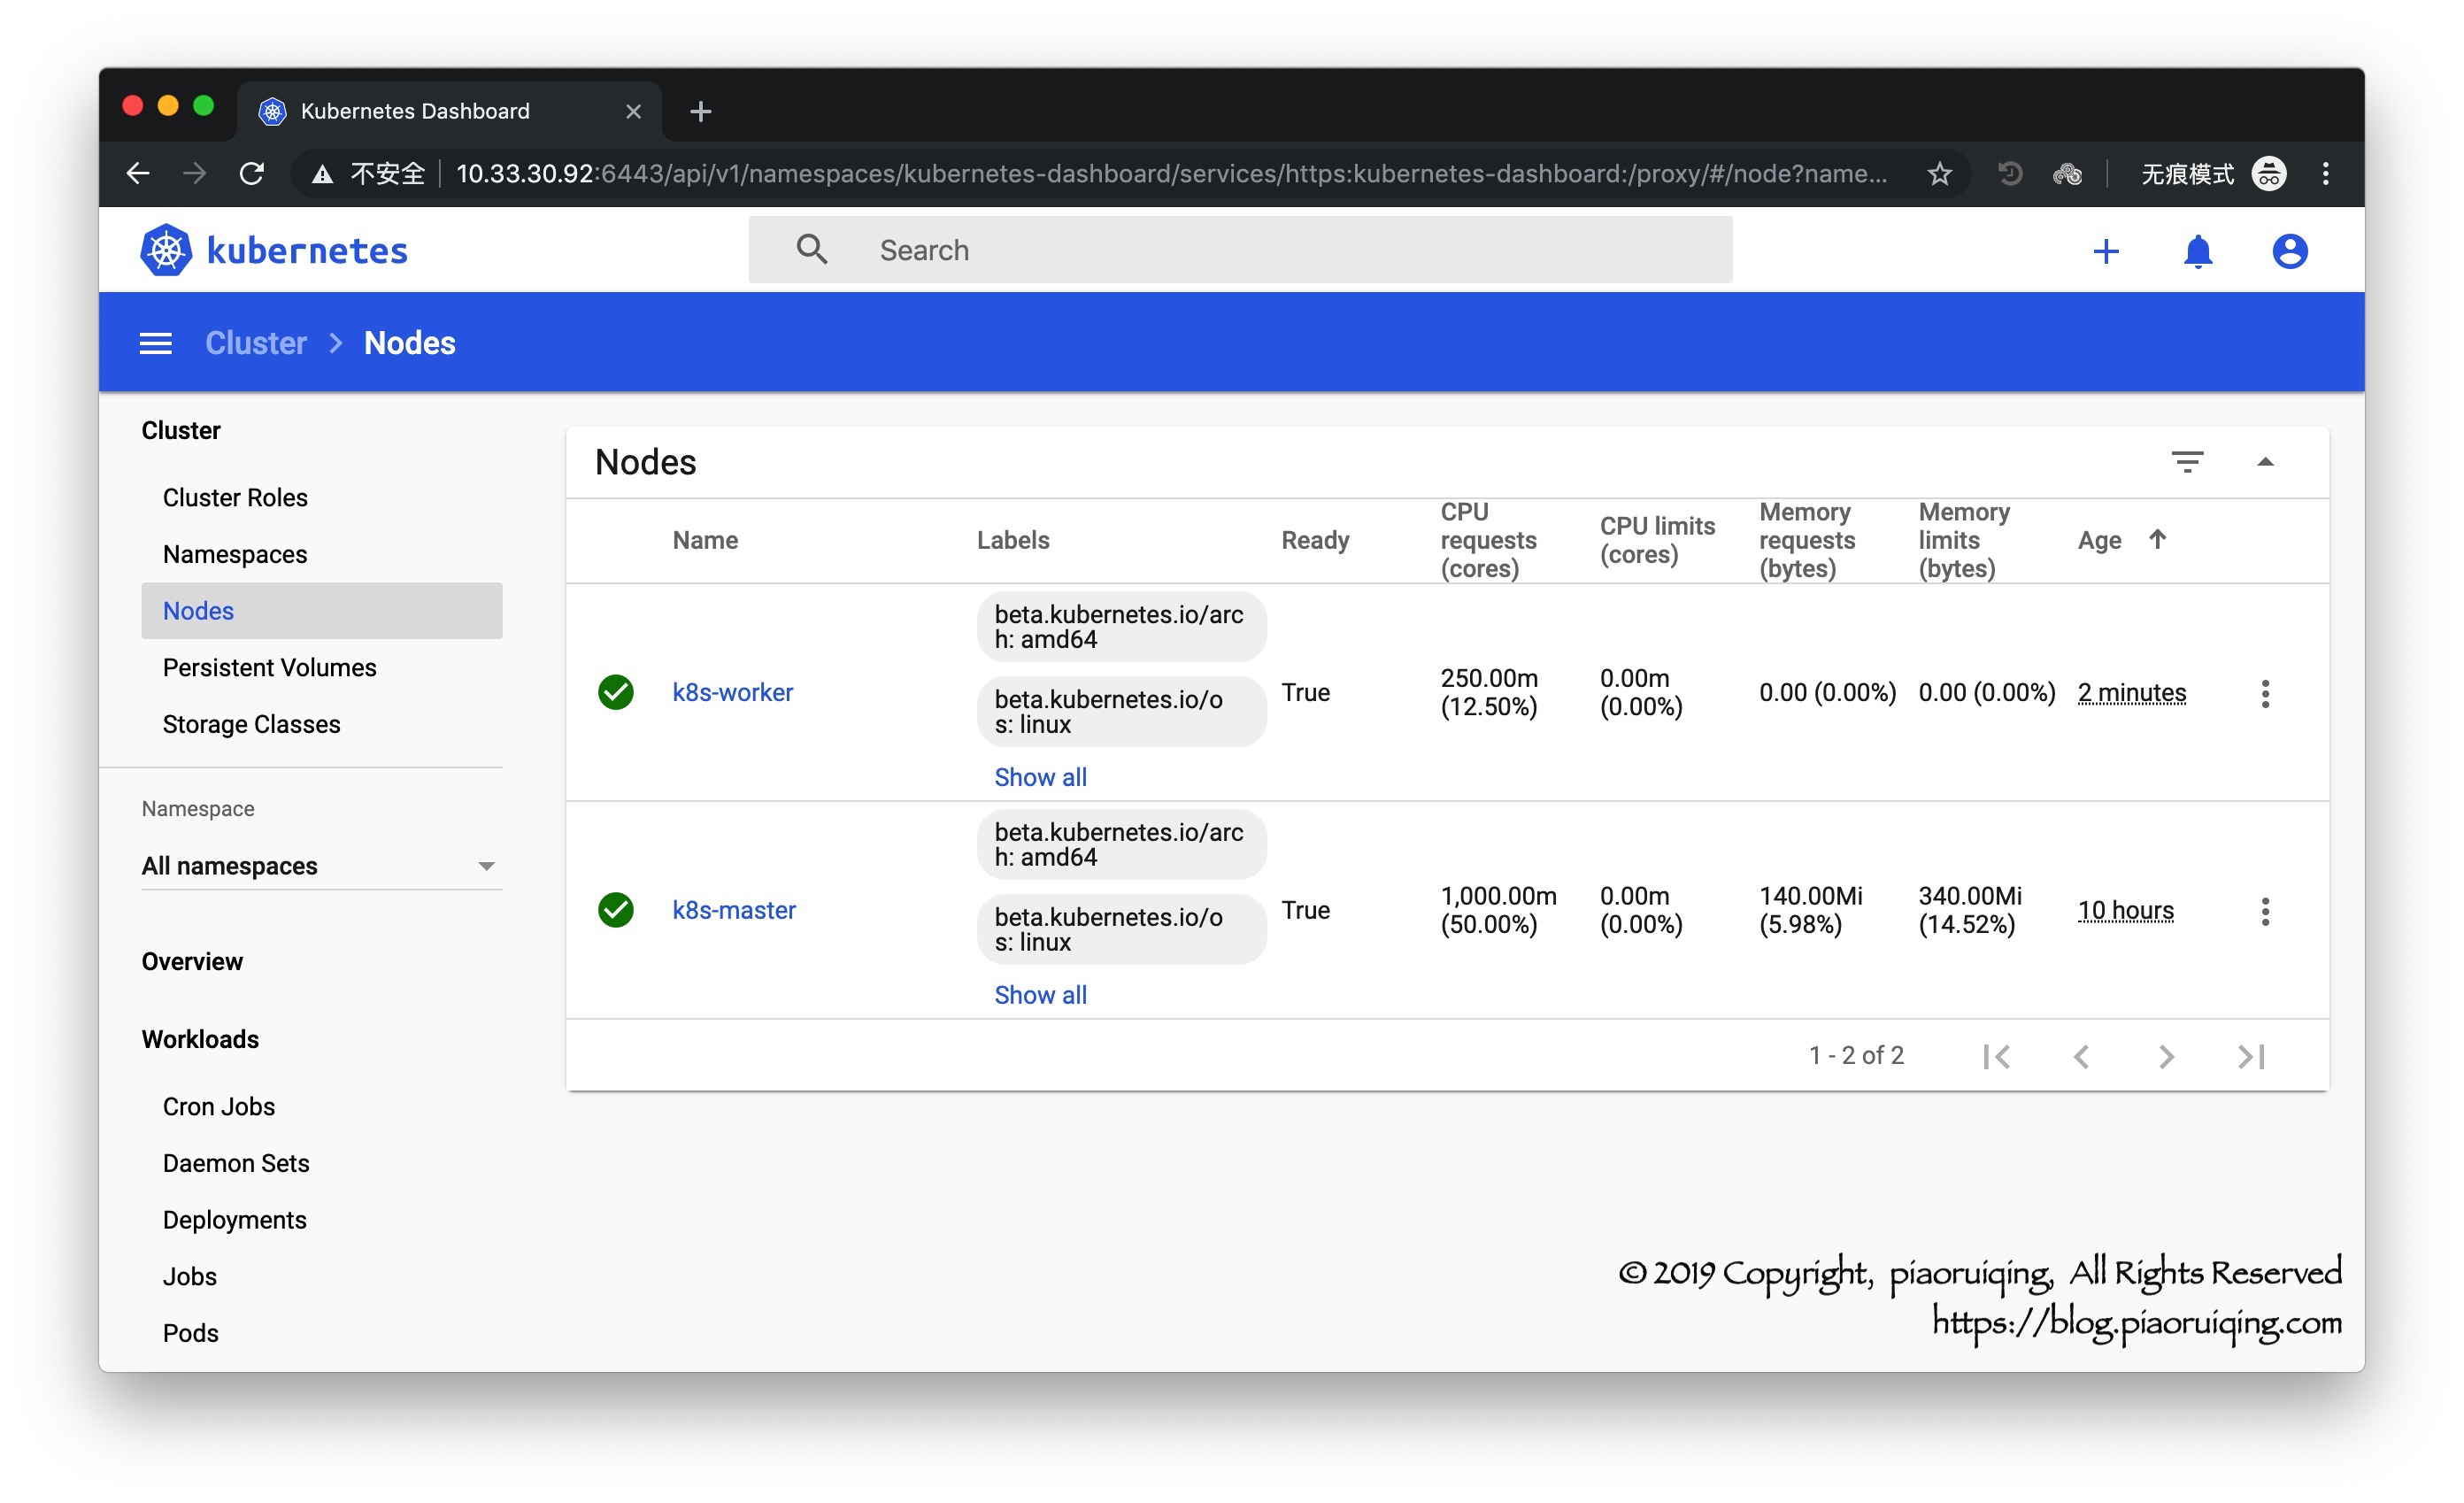 Kubernetes Dashboard
不安全
10.33.30.92:6443/api/v1/namespaces/kubernetes-dashboard/services/https:kubernetes-dashboard:/proxy/#/node?name...
无痕模式
kubernetes
Search
Cluster
Nodes
Cluster
Cluster Roles
Namespaces
Nodes
Persistent Volumes
Storage Classes
Namespace
All namespaces
Overview
Workloads
Cron Jobs
Daemon Sets
Deployments
Jobs
Pods
Nodes
Name
Labels
Ready
CPU
requests
(cores)
CPU limits
(cores)
Memory
requests
(bytes)
Memory
limits
(bytes)
Age
k8s-worker
beta.kubernetes.io/arc
h: amd64
beta.kubernetes.io/o
s: linux
Show all
True
250.00m
(12.50%)
0.00m
(0.00%)
0.00 (0.00%)
0.00 (0.00%)
2 minutes
k8s-master
beta.kubernetes.io/arc
h: amd64
beta.kubernetes.io/o
s: linux
Show all
True
1,000.00m
(50.00%)
0.00m
(0.00%)
140.00Mi
(5.98%)
340.00Mi
(14.52%)
10 hours
1 - 2 of 2
© 2019 Copyright, piaoruiqing, All Rights Reserved
https://blog.piaoruiqing.com